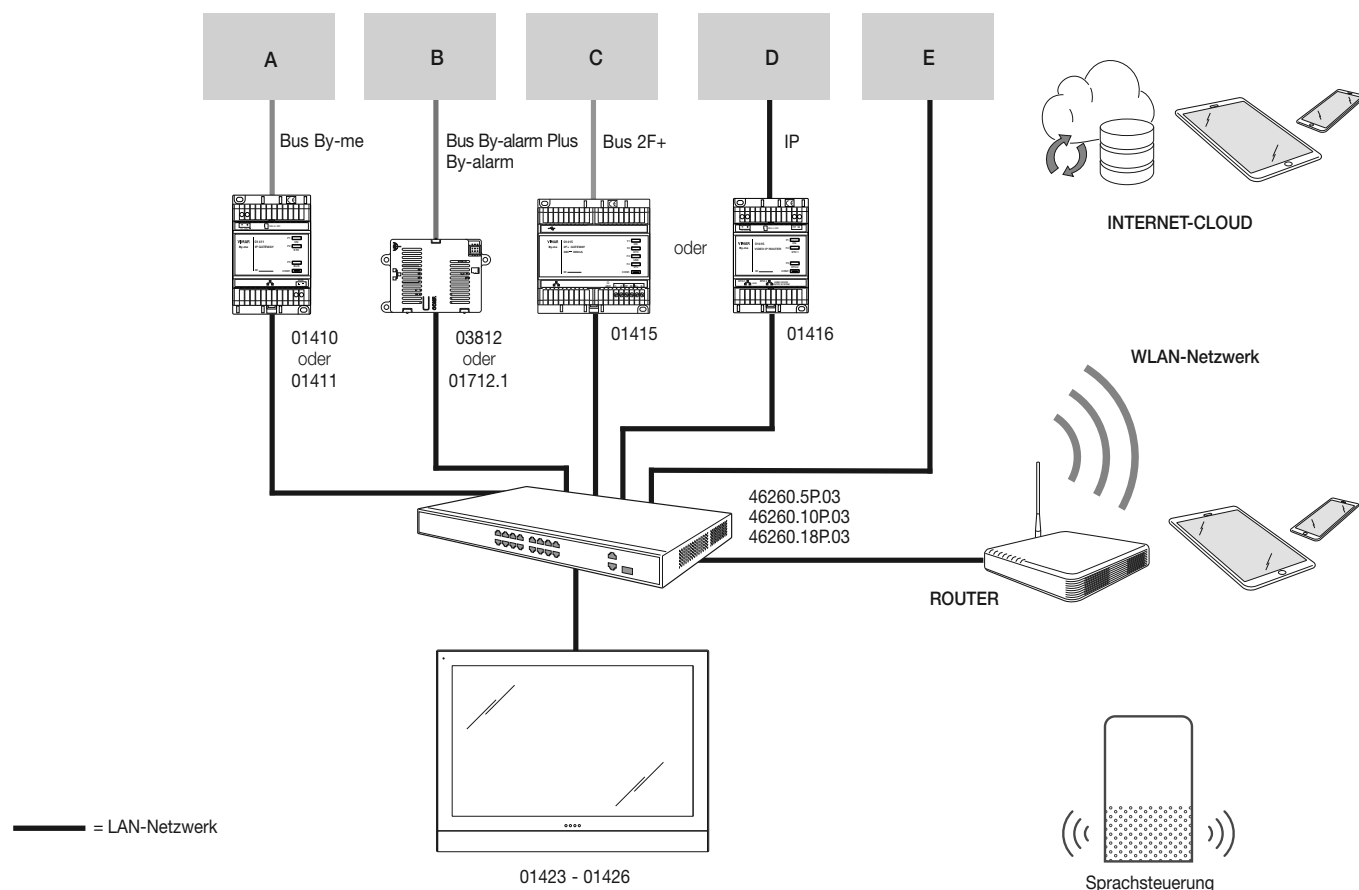 A
B
C
D
E
Bus By-me
Bus By-alarm Plus
By-alarm
Bus 2F+
IP
INTERNET-CLOUD
oder
01410
oder
01411
03812
oder
01712.1
01415
01416
WLAN-Netzwerk
46260.5P.03
46260.10P.03
46260.18P.03
ROUTER
= LAN-Netzwerk
01423 - 01426
Sprachsteuerung